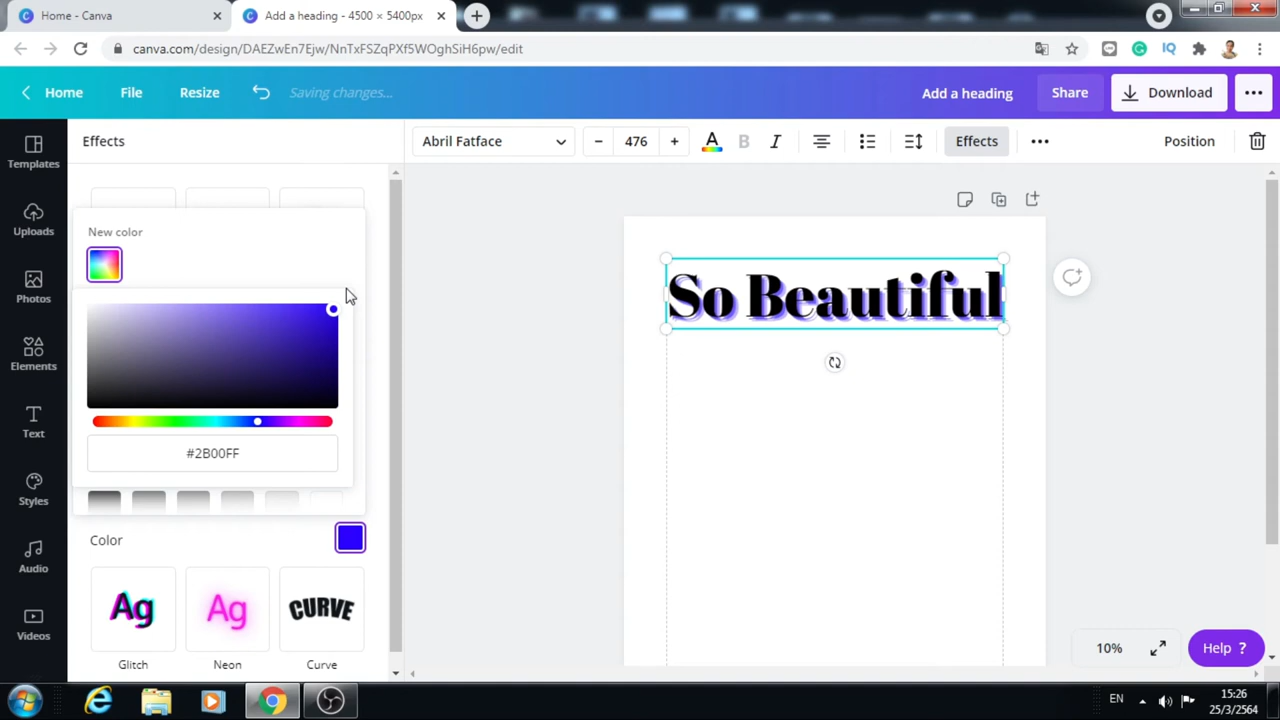 Home - Canva
Add a heading - 4500 × 5400px
canva.com/design/DAEZwEn7Ejw/NnTxFSZqPXf5WOghSiH6pw/edit
Home
File
Resize
Saving changes...
Add a heading
Share
Download
Effects
Abril Fatface
476
Effects
Position
Templates
Uploads
Photos
Elements
Text
Styles
Audio
Videos
New color
#2B00FF
Color
Ag
Ag
CURVE
Glitch
Neon
Curve
So Beautiful
10%
Help ?
EN
15:26
25/3/2564